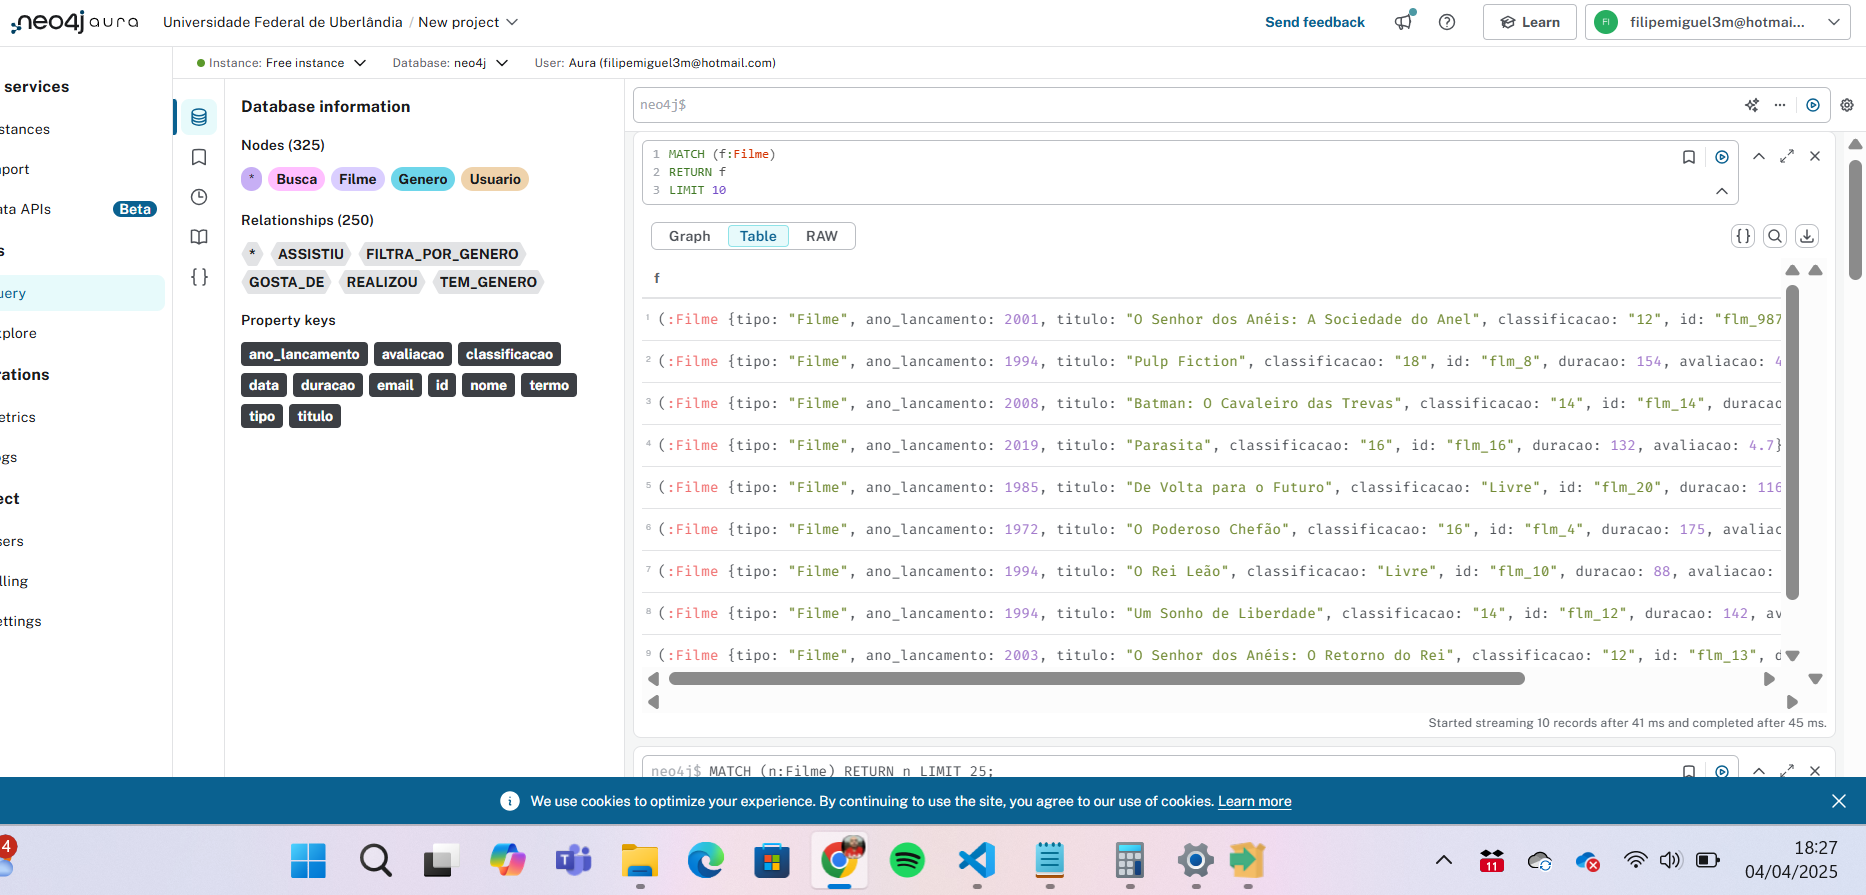 neo4j aura Universidade Federal de Uberlândia / New project Send feedback Learn FI filipemiguel3m@hotmai...
Instance: Free instance Database: neo4j User: Aura (filipemiguel3m@hotmail.com)
services
stances
port
ata APIs Beta
s
uery
xplore
rations
etrics
gs
ect
sers
lling
ettings
Database information
Nodes (325)
* Busca Filme Genero Usuario
Relationships (250)
* ASSISTIU FILTRA_POR_GENERO
GOSTA_DE REALIZOU TEM_GENERO
Property keys
ano_lancamento avaliacao classificacao
data duracao email id nome termo
tipo titulo
neo4j$
1 MATCH (f:Filme)
2 RETURN f
3 LIMIT 10
Graph Table RAW
{}
f
1 (:Filme {tipo: "Filme", ano_lancamento: 2001, titulo: "O Senhor dos Anéis: A Sociedade do Anel", classificacao: "12", id: "flm_987
2 (:Filme {tipo: "Filme", ano_lancamento: 1994, titulo: "Pulp Fiction", classificacao: "18", id: "flm_8", duracao: 154, avaliacao: 4
3 (:Filme {tipo: "Filme", ano_lancamento: 2008, titulo: "Batman: O Cavaleiro das Trevas", classificacao: "14", id: "flm_14", duracao
4 (:Filme {tipo: "Filme", ano_lancamento: 2019, titulo: "Parasita", classificacao: "16", id: "flm_16", duracao: 132, avaliacao: 4.7}
5 (:Filme {tipo: "Filme", ano_lancamento: 1985, titulo: "De Volta para o Futuro", classificacao: "Livre", id: "flm_20", duracao: 116
6 (:Filme {tipo: "Filme", ano_lancamento: 1972, titulo: "O Poderoso Chefão", classificacao: "16", id: "flm_4", duracao: 175, avaliac
7 (:Filme {tipo: "Filme", ano_lancamento: 1994, titulo: "O Rei Leão", classificacao: "Livre", id: "flm_10", duracao: 88, avaliacao:
8 (:Filme {tipo: "Filme", ano_lancamento: 1994, titulo: "Um Sonho de Liberdade", classificacao: "14", id: "flm_12", duracao: 142, av
9 (:Filme {tipo: "Filme", ano_lancamento: 2003, titulo: "O Senhor dos Anéis: O Retorno do Rei", classificacao: "12", id: "flm_13", d
Started streaming 10 records after 41 ms and completed after 45 ms.
neo4j$ MATCH (n:Filme) RETURN n LIMIT 25;
We use cookies to optimize your experience. By continuing to use the site, you agree to our use of cookies. Learn more
4
11
18:27
04/04/2025